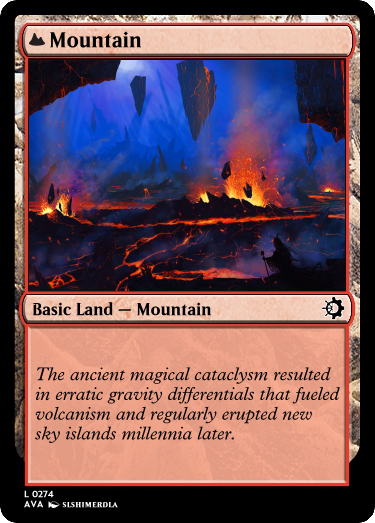 Mountain
Basic Land — Mountain
The ancient magical cataclysm resulted
in erratic gravity differentials that fueled
volcanism and regularly erupted new
sky islands millennia later.
L 0274
AVA SLSHIMERDLA